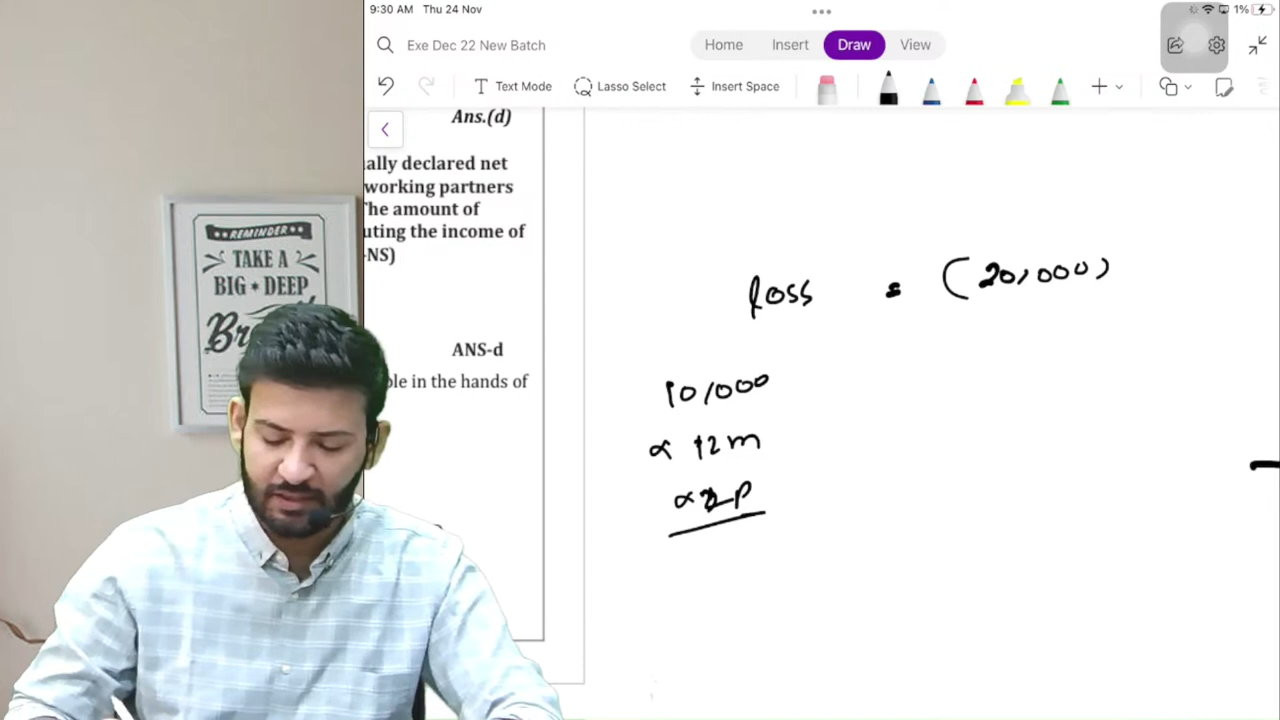 9:30 AM Thu 24 Nov
1%
Exe Dec 22 New Batch
Home Insert Draw View
Text Mode Lasso Select Insert Space
Ans.(d)
ally declared net
working partners
The amount of
uting the income of
-NS)
ANS-d
ble in the hands of
REMINDER
TAKE A
BIG DEEP
Br
loss = (20,000)
10,000
× 12m
× 2 P